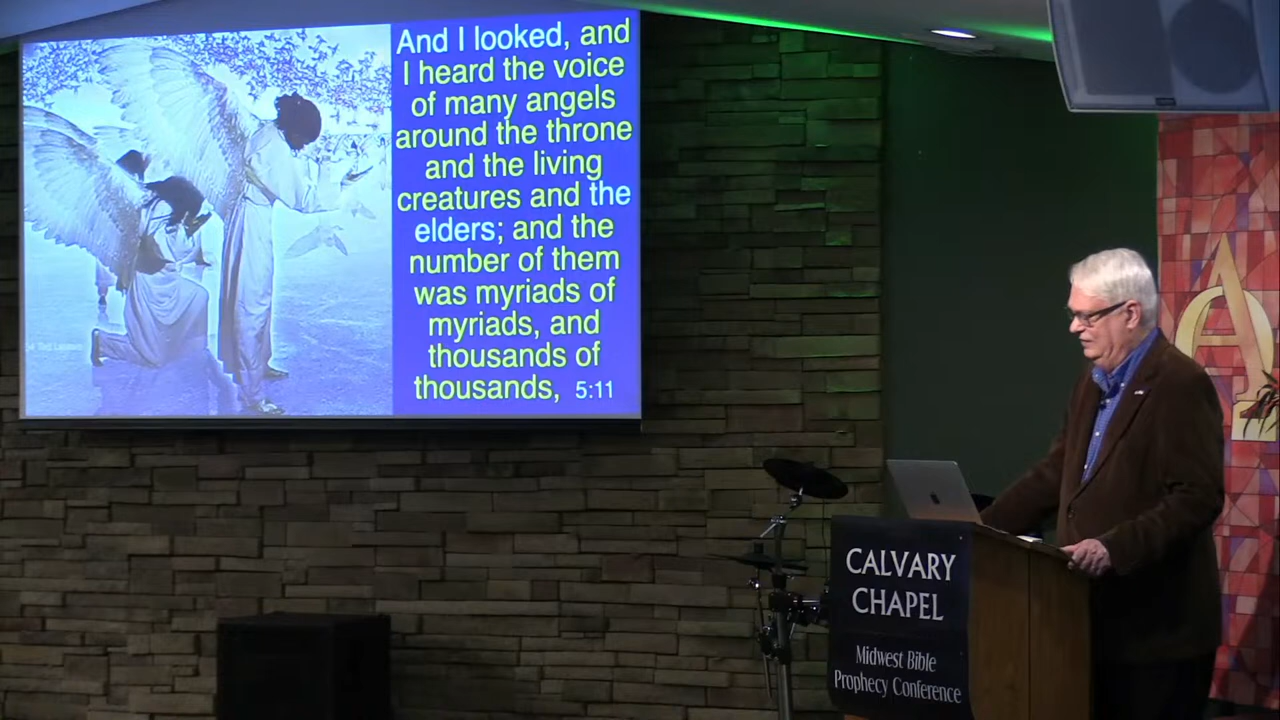 And I looked, and
I heard the voice
of many angels
around the throne
and the living
creatures and the
elders; and the
number of them
was myriads of
myriads, and
thousands of
thousands, 5:11
CALVARY
CHAPEL
Midwest Bible
Prophecy Conference